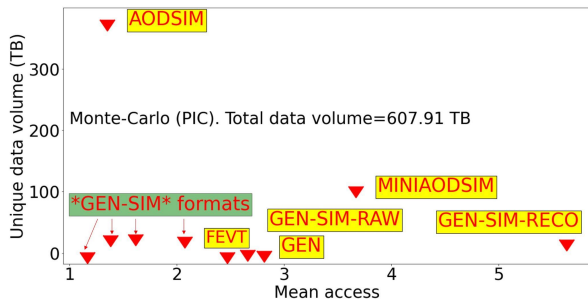 AODSIM
Monte-Carlo (PIC). Total data volume=607.91 TB
MINIAODSIM
*GEN-SIM* formats
GEN-SIM-RAW
GEN-SIM-RECO
FEVT
GEN
Unique data volume (TB)
300
200
100
0
1
2
3
4
5
Mean access